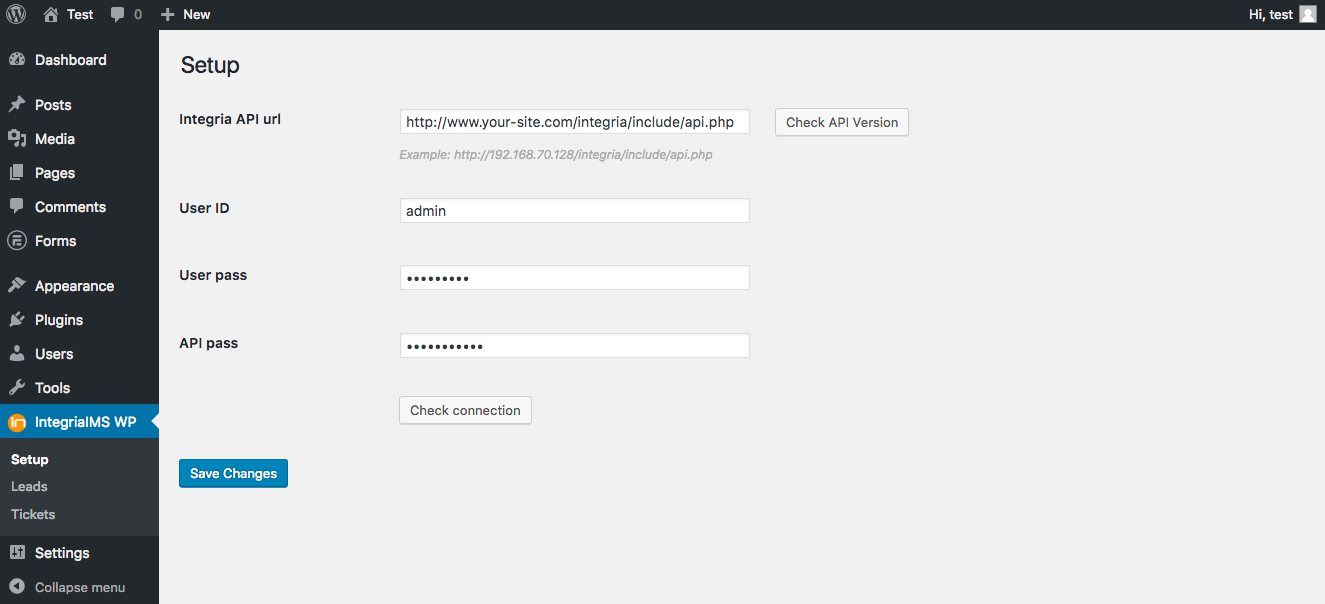 Test 0 New Hi, test
Dashboard
Posts
Media
Pages
Comments
Forms
Appearance
Plugins
Users
Tools
IntegriaIMS WP
Setup
Leads
Tickets
Settings
Collapse menu
Setup
Integria API url http://www.your-site.com/integria/include/api.php Check API Version
Example: http://192.168.70.128/integria/include/api.php
User ID admin
User pass •••••••••
API pass •••••••••••
Check connection
Save Changes